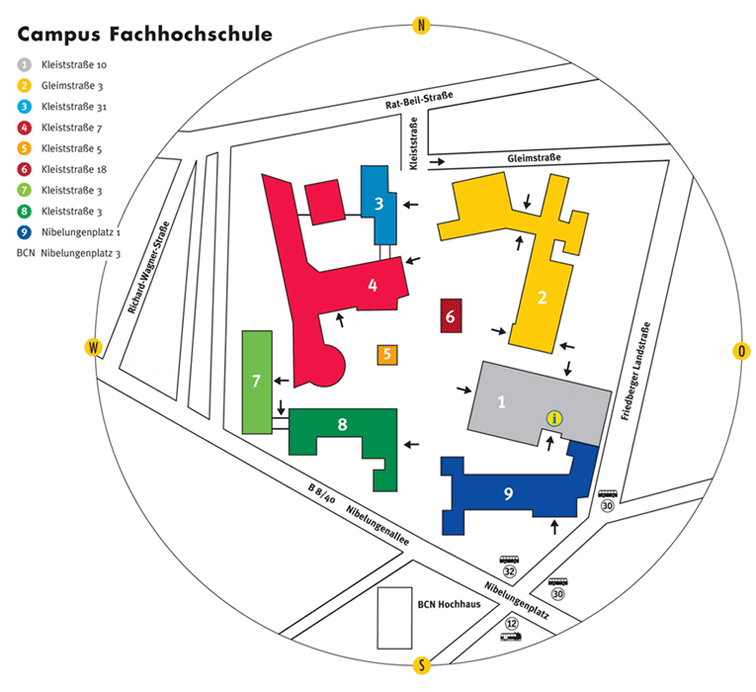 Campus Fachhochschule
1 Kleiststraße 10
2 Gleimstraße 3
3 Kleiststraße 31
4 Kleiststraße 7
5 Kleiststraße 5
6 Kleiststraße 18
7 Kleiststraße 3
8 Kleiststraße 3
9 Nibelungenplatz 1
BCN Nibelungenplatz 3
N
Rat-Beil-Straße
Kleiststraße
Gleimstraße
Richard-Wagner-Straße
3
4
2
6
5
W
O
Friedberger Landstraße
7
1
i
8
9
B 8/40 Nibelungenallee
30
32
30
Nibelungenplatz
BCN Hochhaus
12
S